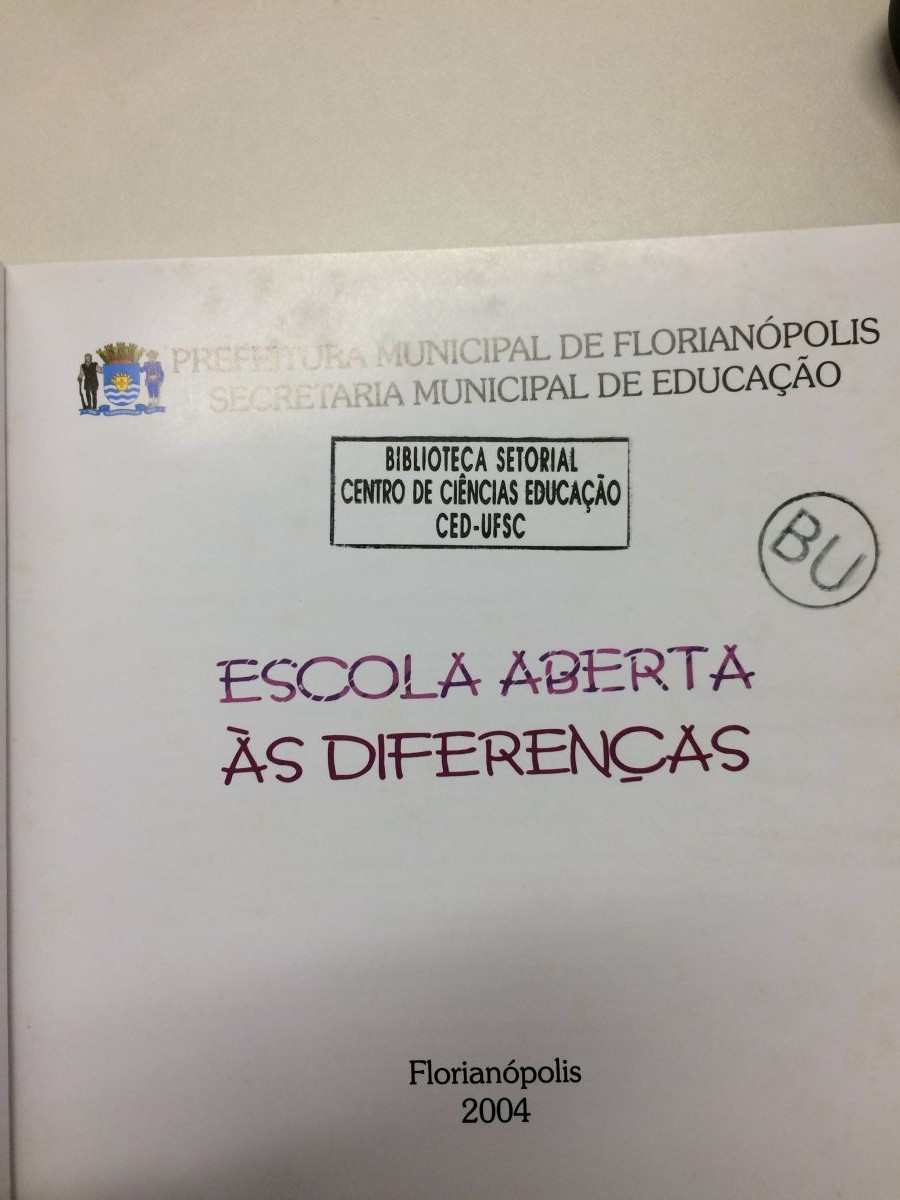 PREFEITURA MUNICIPAL DE FLORIANÓPOLIS
SECRETARIA MUNICIPAL DE EDUCAÇÃO
BIBLIOTECA SETORIAL
CENTRO DE CIÊNCIAS EDUCAÇÃO
CED-UFSC
BU
ESCOLA ABERTA
ÀS DIFERENÇAS
Florianópolis
2004